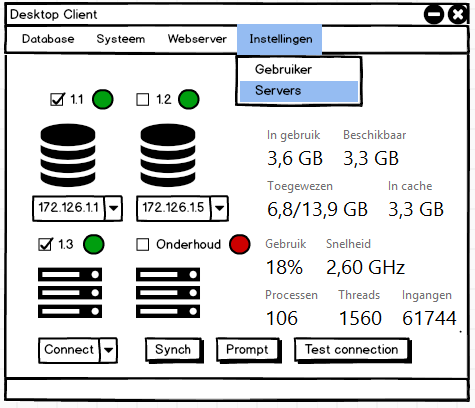 Desktop Client
Database Systeem Webserver Instellingen
Gebruiker
Servers
1.1 1.2
In gebruik Beschikbaar
3,6 GB 3,3 GB
Toegewezen In cache
6,8/13,9 GB 3,3 GB
172.126.1.1 172.126.1.5
1.3 Onderhoud
Gebruik Snelheid
18% 2,60 GHz
Processen Threads Ingangen
106 1560 61744
Connect Synch Prompt Test connection